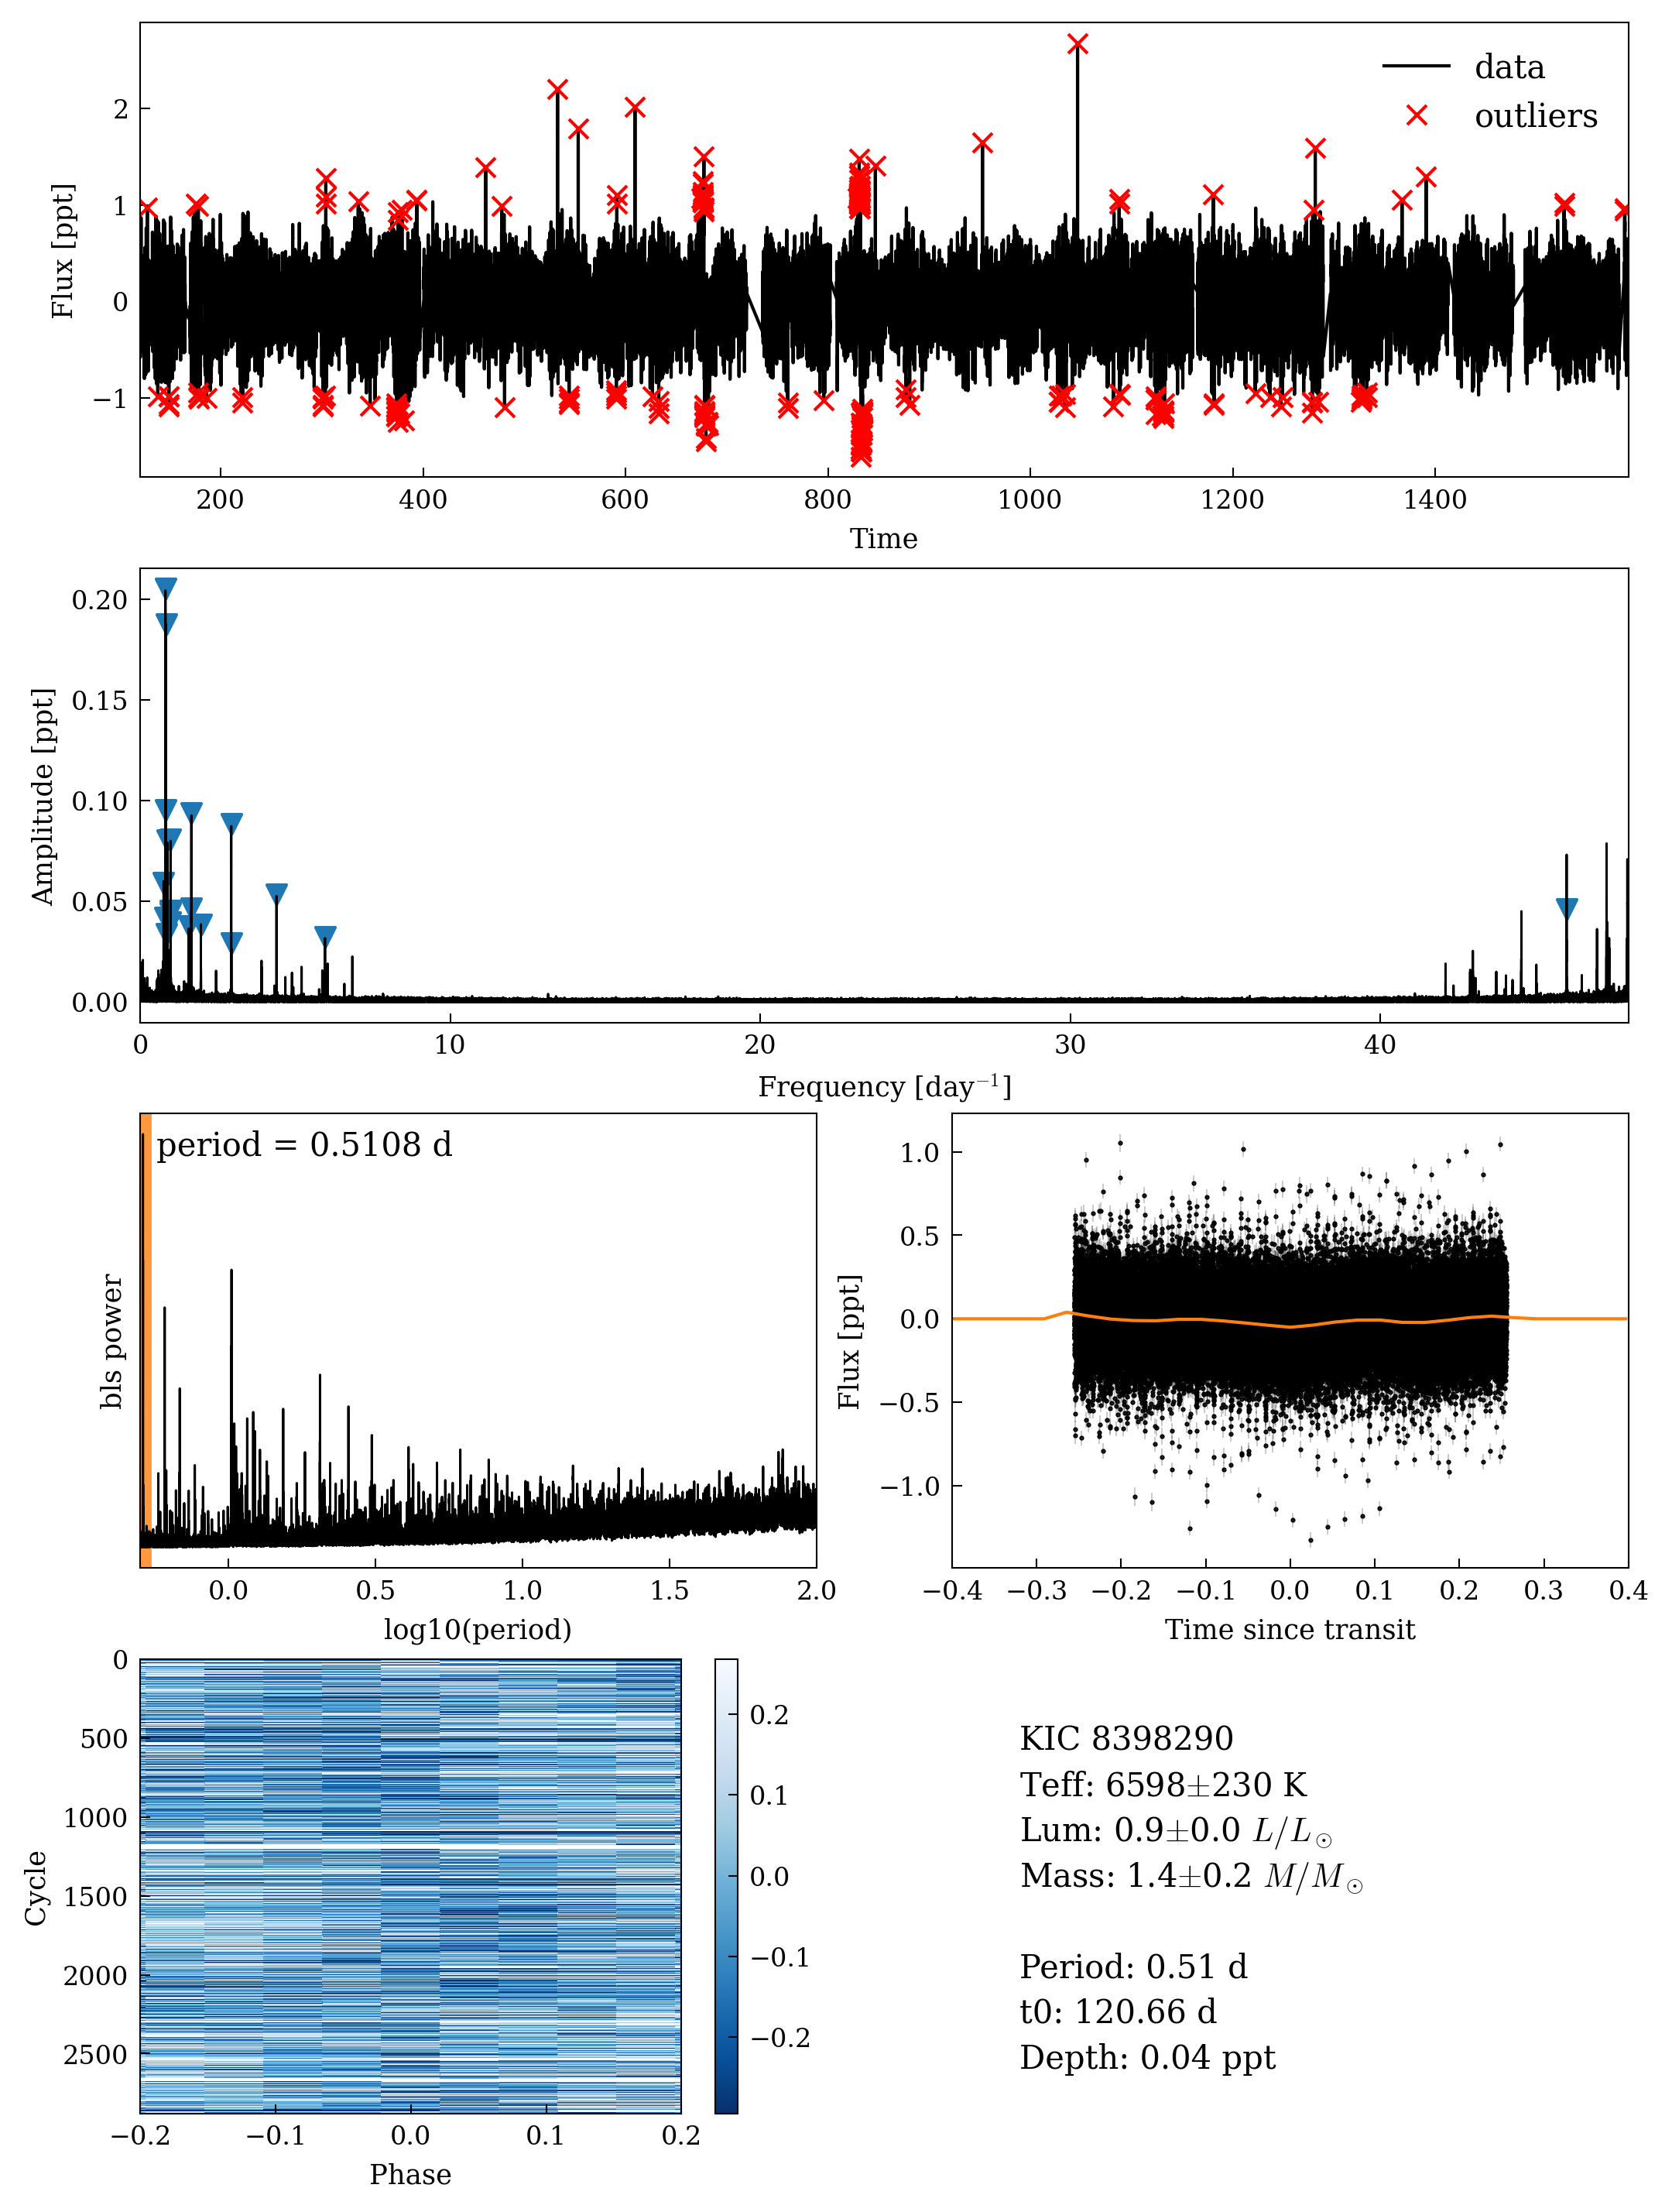 data
outliers
2
1
0
−1
Flux [ppt]
200
400
600
800
1000
1200
1400
Time
0.20
0.15
0.10
0.05
0.00
Amplitude [ppt]
0
10
20
30
40
Frequency [day⁻¹]
period = 0.5108 d
bls power
0.0
0.5
1.0
1.5
2.0
log10(period)
1.0
0.5
0.0
−0.5
−1.0
Flux [ppt]
−0.4
−0.3
−0.2
−0.1
0.0
0.1
0.2
0.3
0.4
Time since transit
0
500
1000
1500
2000
2500
Cycle
−0.2
−0.1
0.0
0.1
0.2
Phase
0.2
0.1
0.0
−0.1
−0.2
KIC 8398290
Teff: 6598±230 K
Lum: 0.9±0.0 L/L☉
Mass: 1.4±0.2 M/M☉
Period: 0.51 d
t0: 120.66 d
Depth: 0.04 ppt